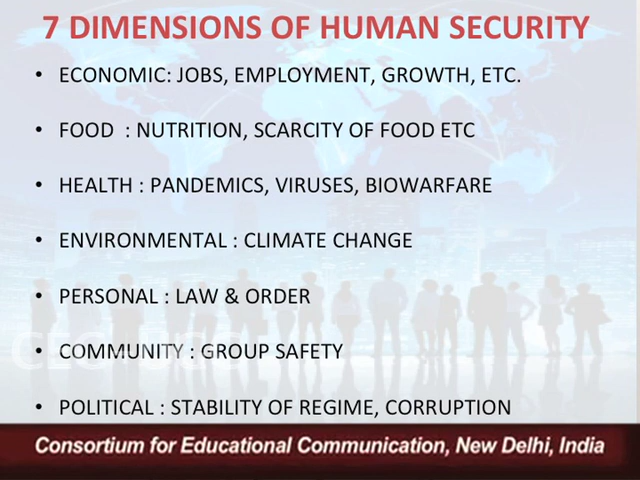 7 DIMENSIONS OF HUMAN SECURITY
• ECONOMIC: JOBS, EMPLOYMENT, GROWTH, ETC.
• FOOD : NUTRITION, SCARCITY OF FOOD ETC
• HEALTH : PANDEMICS, VIRUSES, BIOWARFARE
• ENVIRONMENTAL : CLIMATE CHANGE
• PERSONAL : LAW & ORDER
• COMMUNITY : GROUP SAFETY
• POLITICAL : STABILITY OF REGIME, CORRUPTION
Consortium for Educational Communication, New Delhi, India